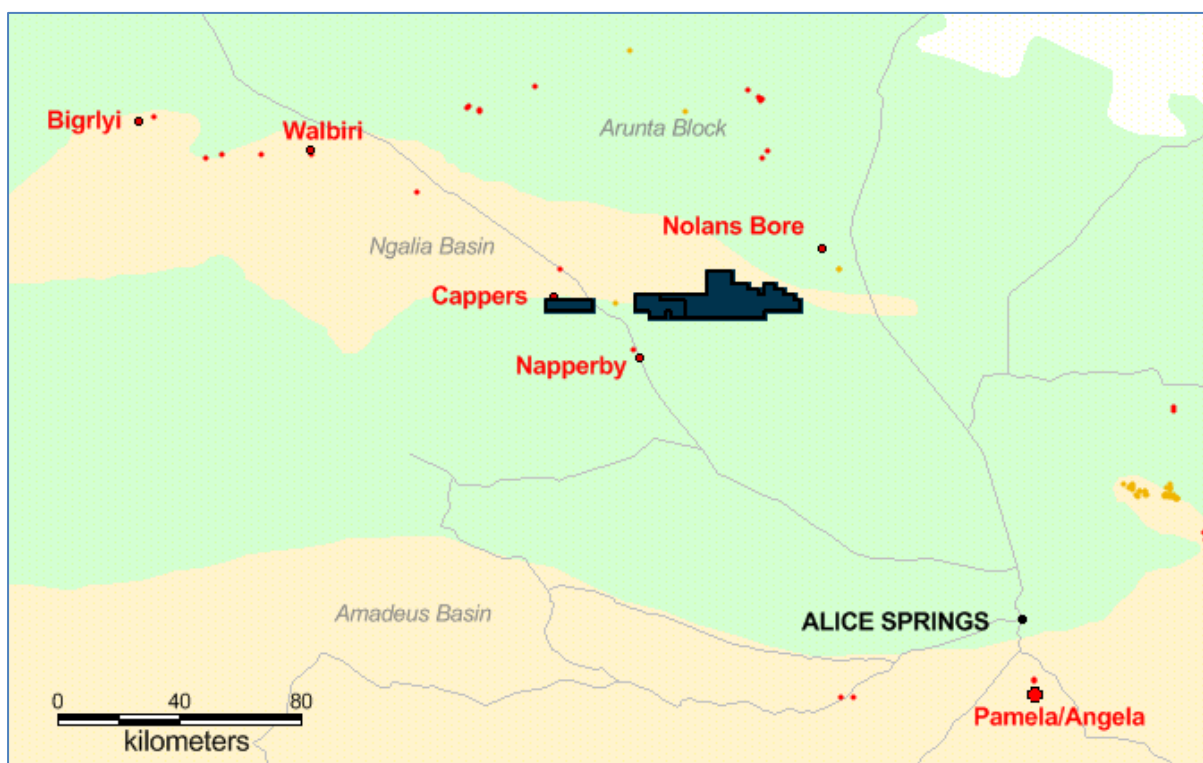 Bigrlyi
Walbiri
Arunta Block
Nolans Bore
Ngalia Basin
Cappers
Napperby
Amadeus Basin
ALICE SPRINGS
0 40 80
kilometers
Pamela/Angela